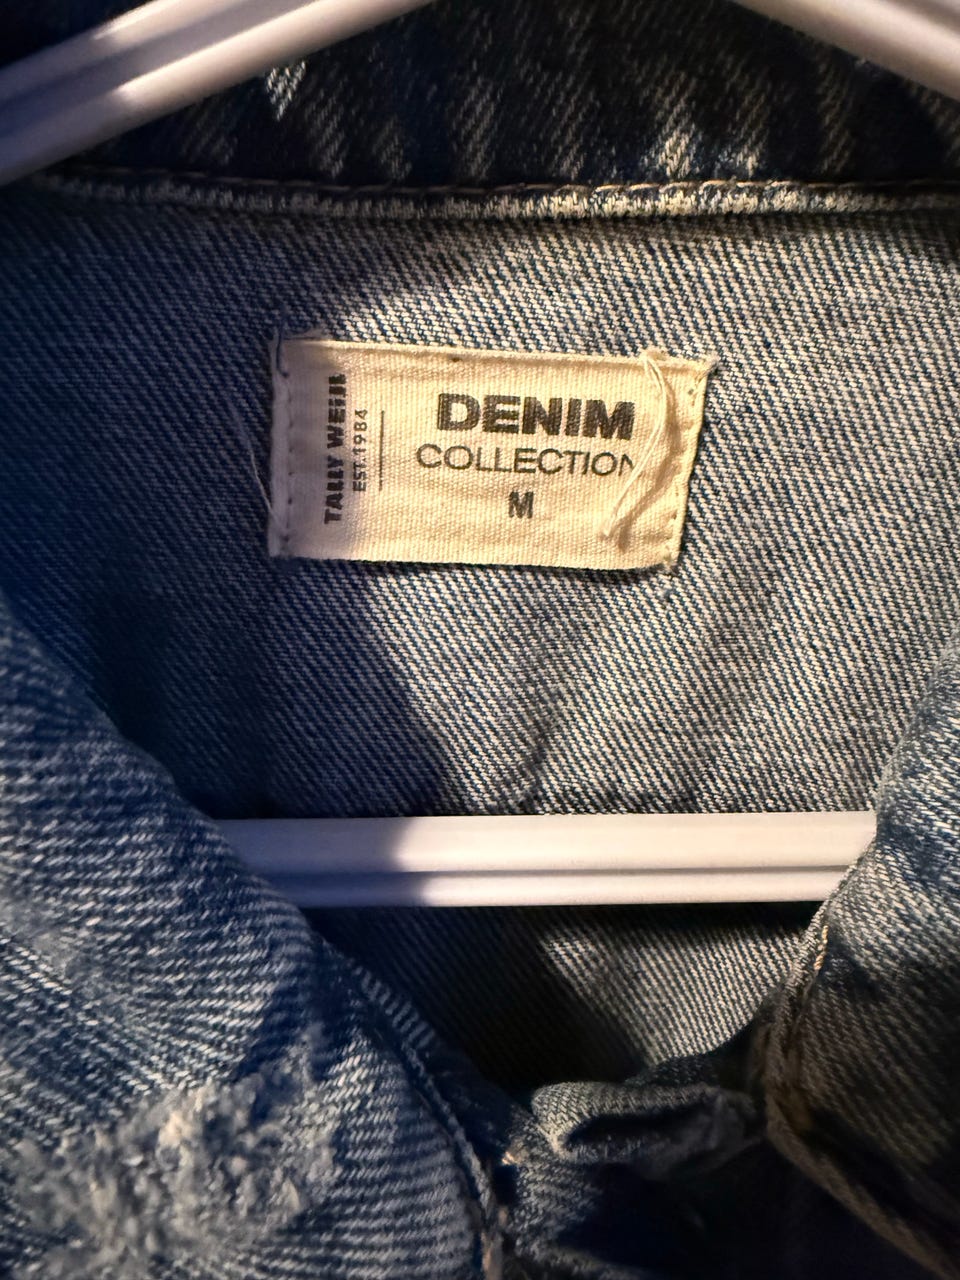 TALLY WEiJL
EST.1984
DENIM
COLLECTION
M